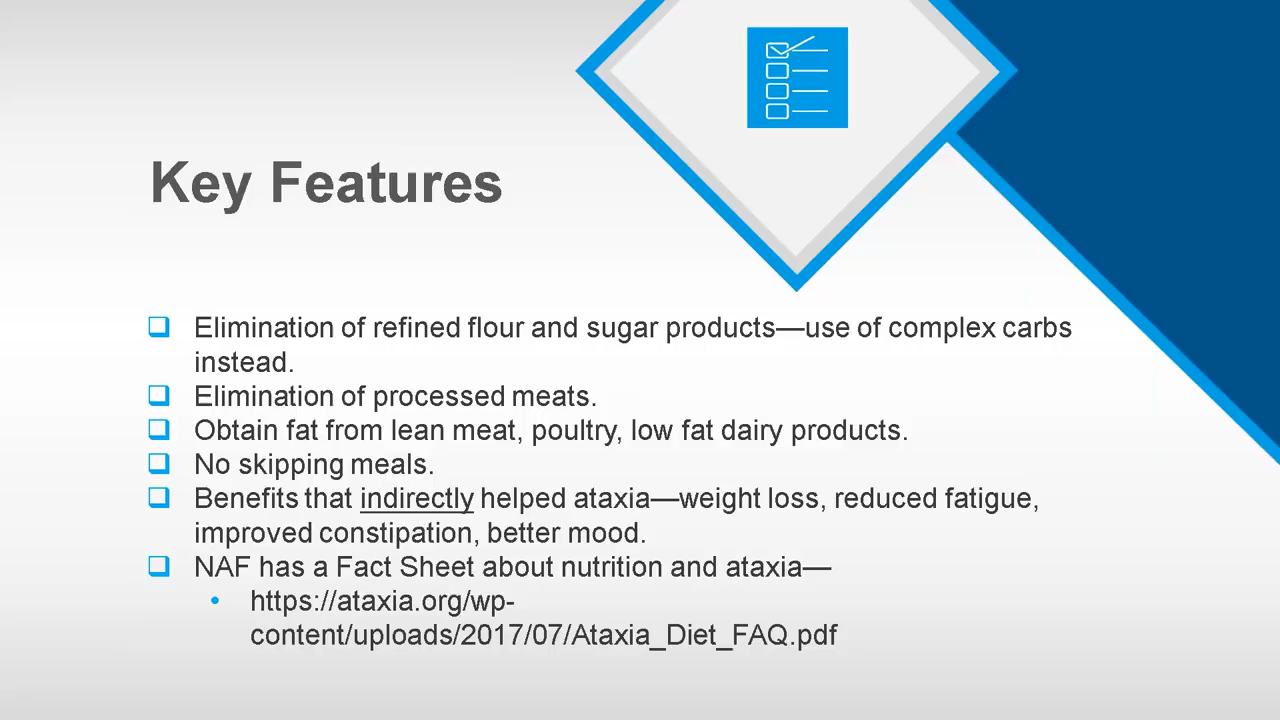 Key Features
Elimination of refined flour and sugar products—use of complex carbs
instead.
Elimination of processed meats.
Obtain fat from lean meat, poultry, low fat dairy products.
No skipping meals.
Benefits that indirectly helped ataxia—weight loss, reduced fatigue,
improved constipation, better mood.
NAF has a Fact Sheet about nutrition and ataxia—
https://ataxia.org/wp-
content/uploads/2017/07/Ataxia_Diet_FAQ.pdf